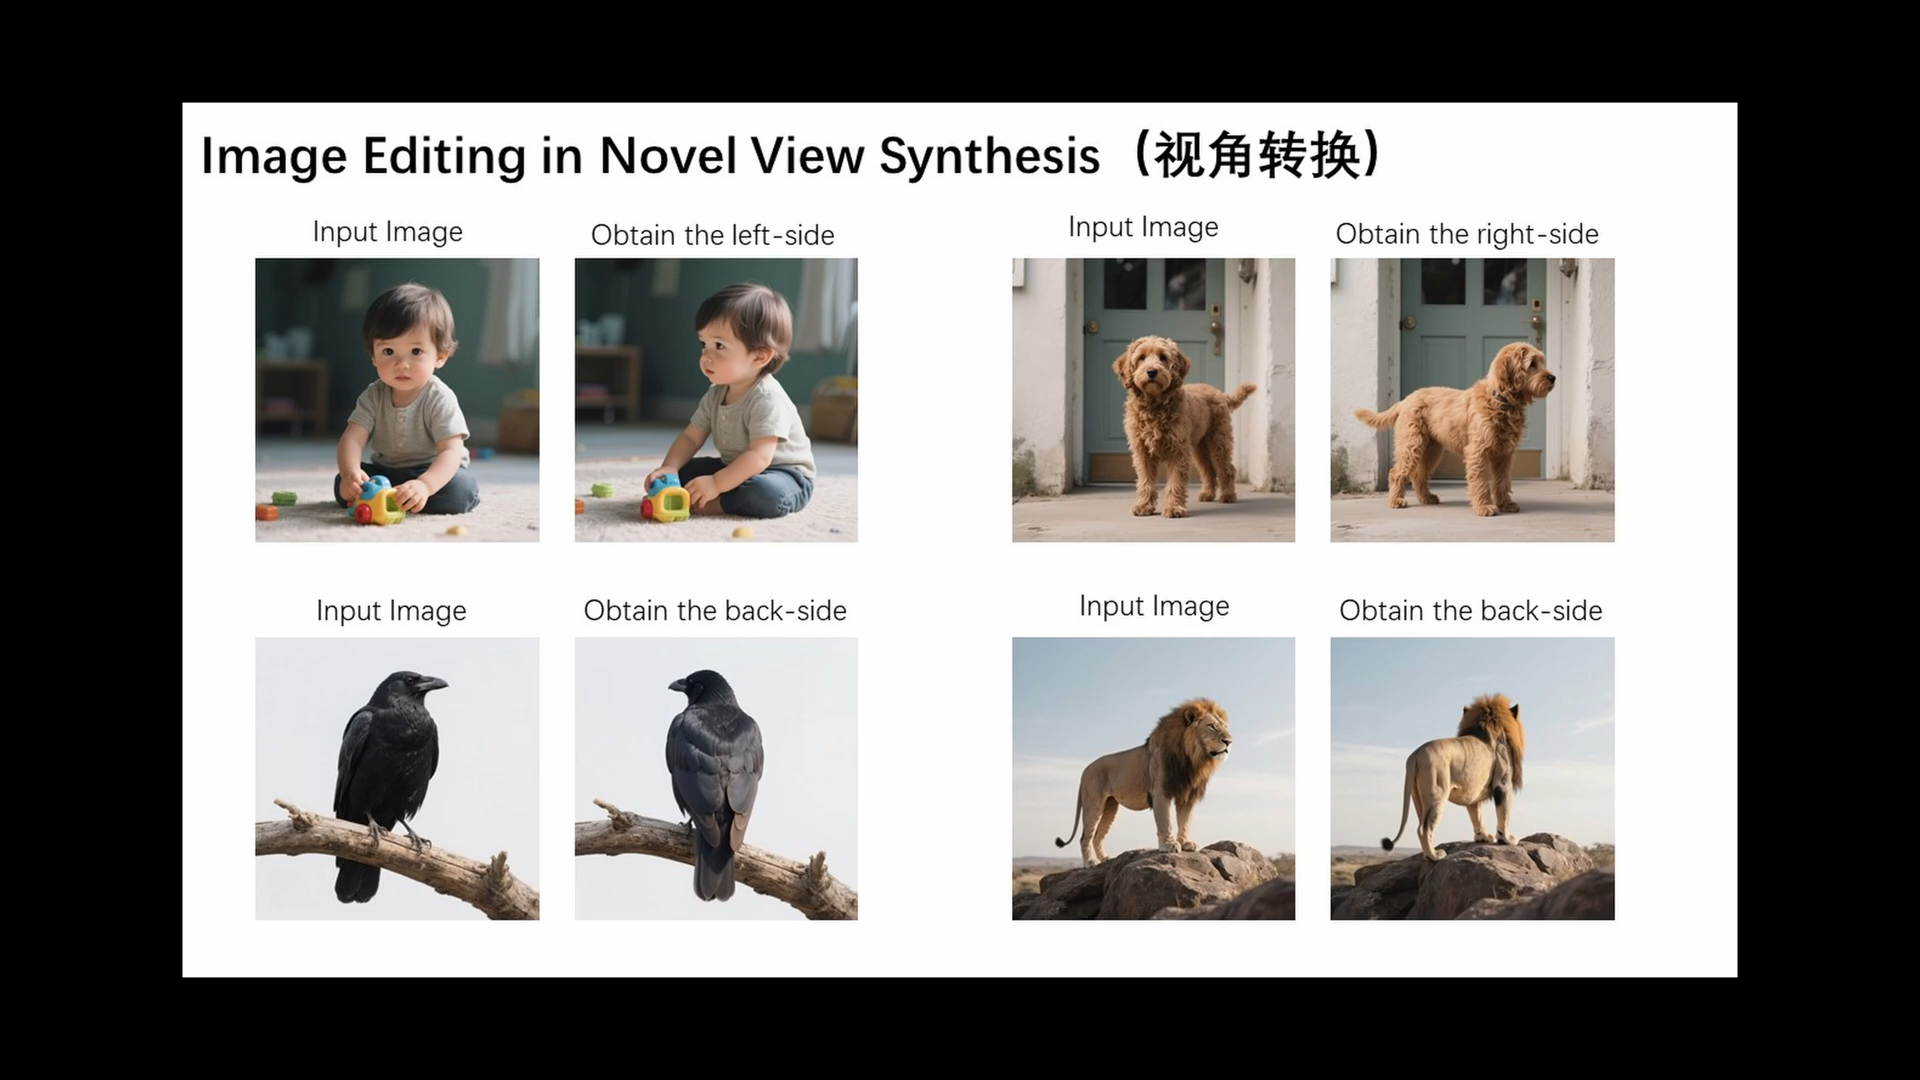 Image Editing in Novel View Synthesis（视角转换）
Input Image
Obtain the left-side
Input Image
Obtain the right-side
Input Image
Obtain the back-side
Input Image
Obtain the back-side